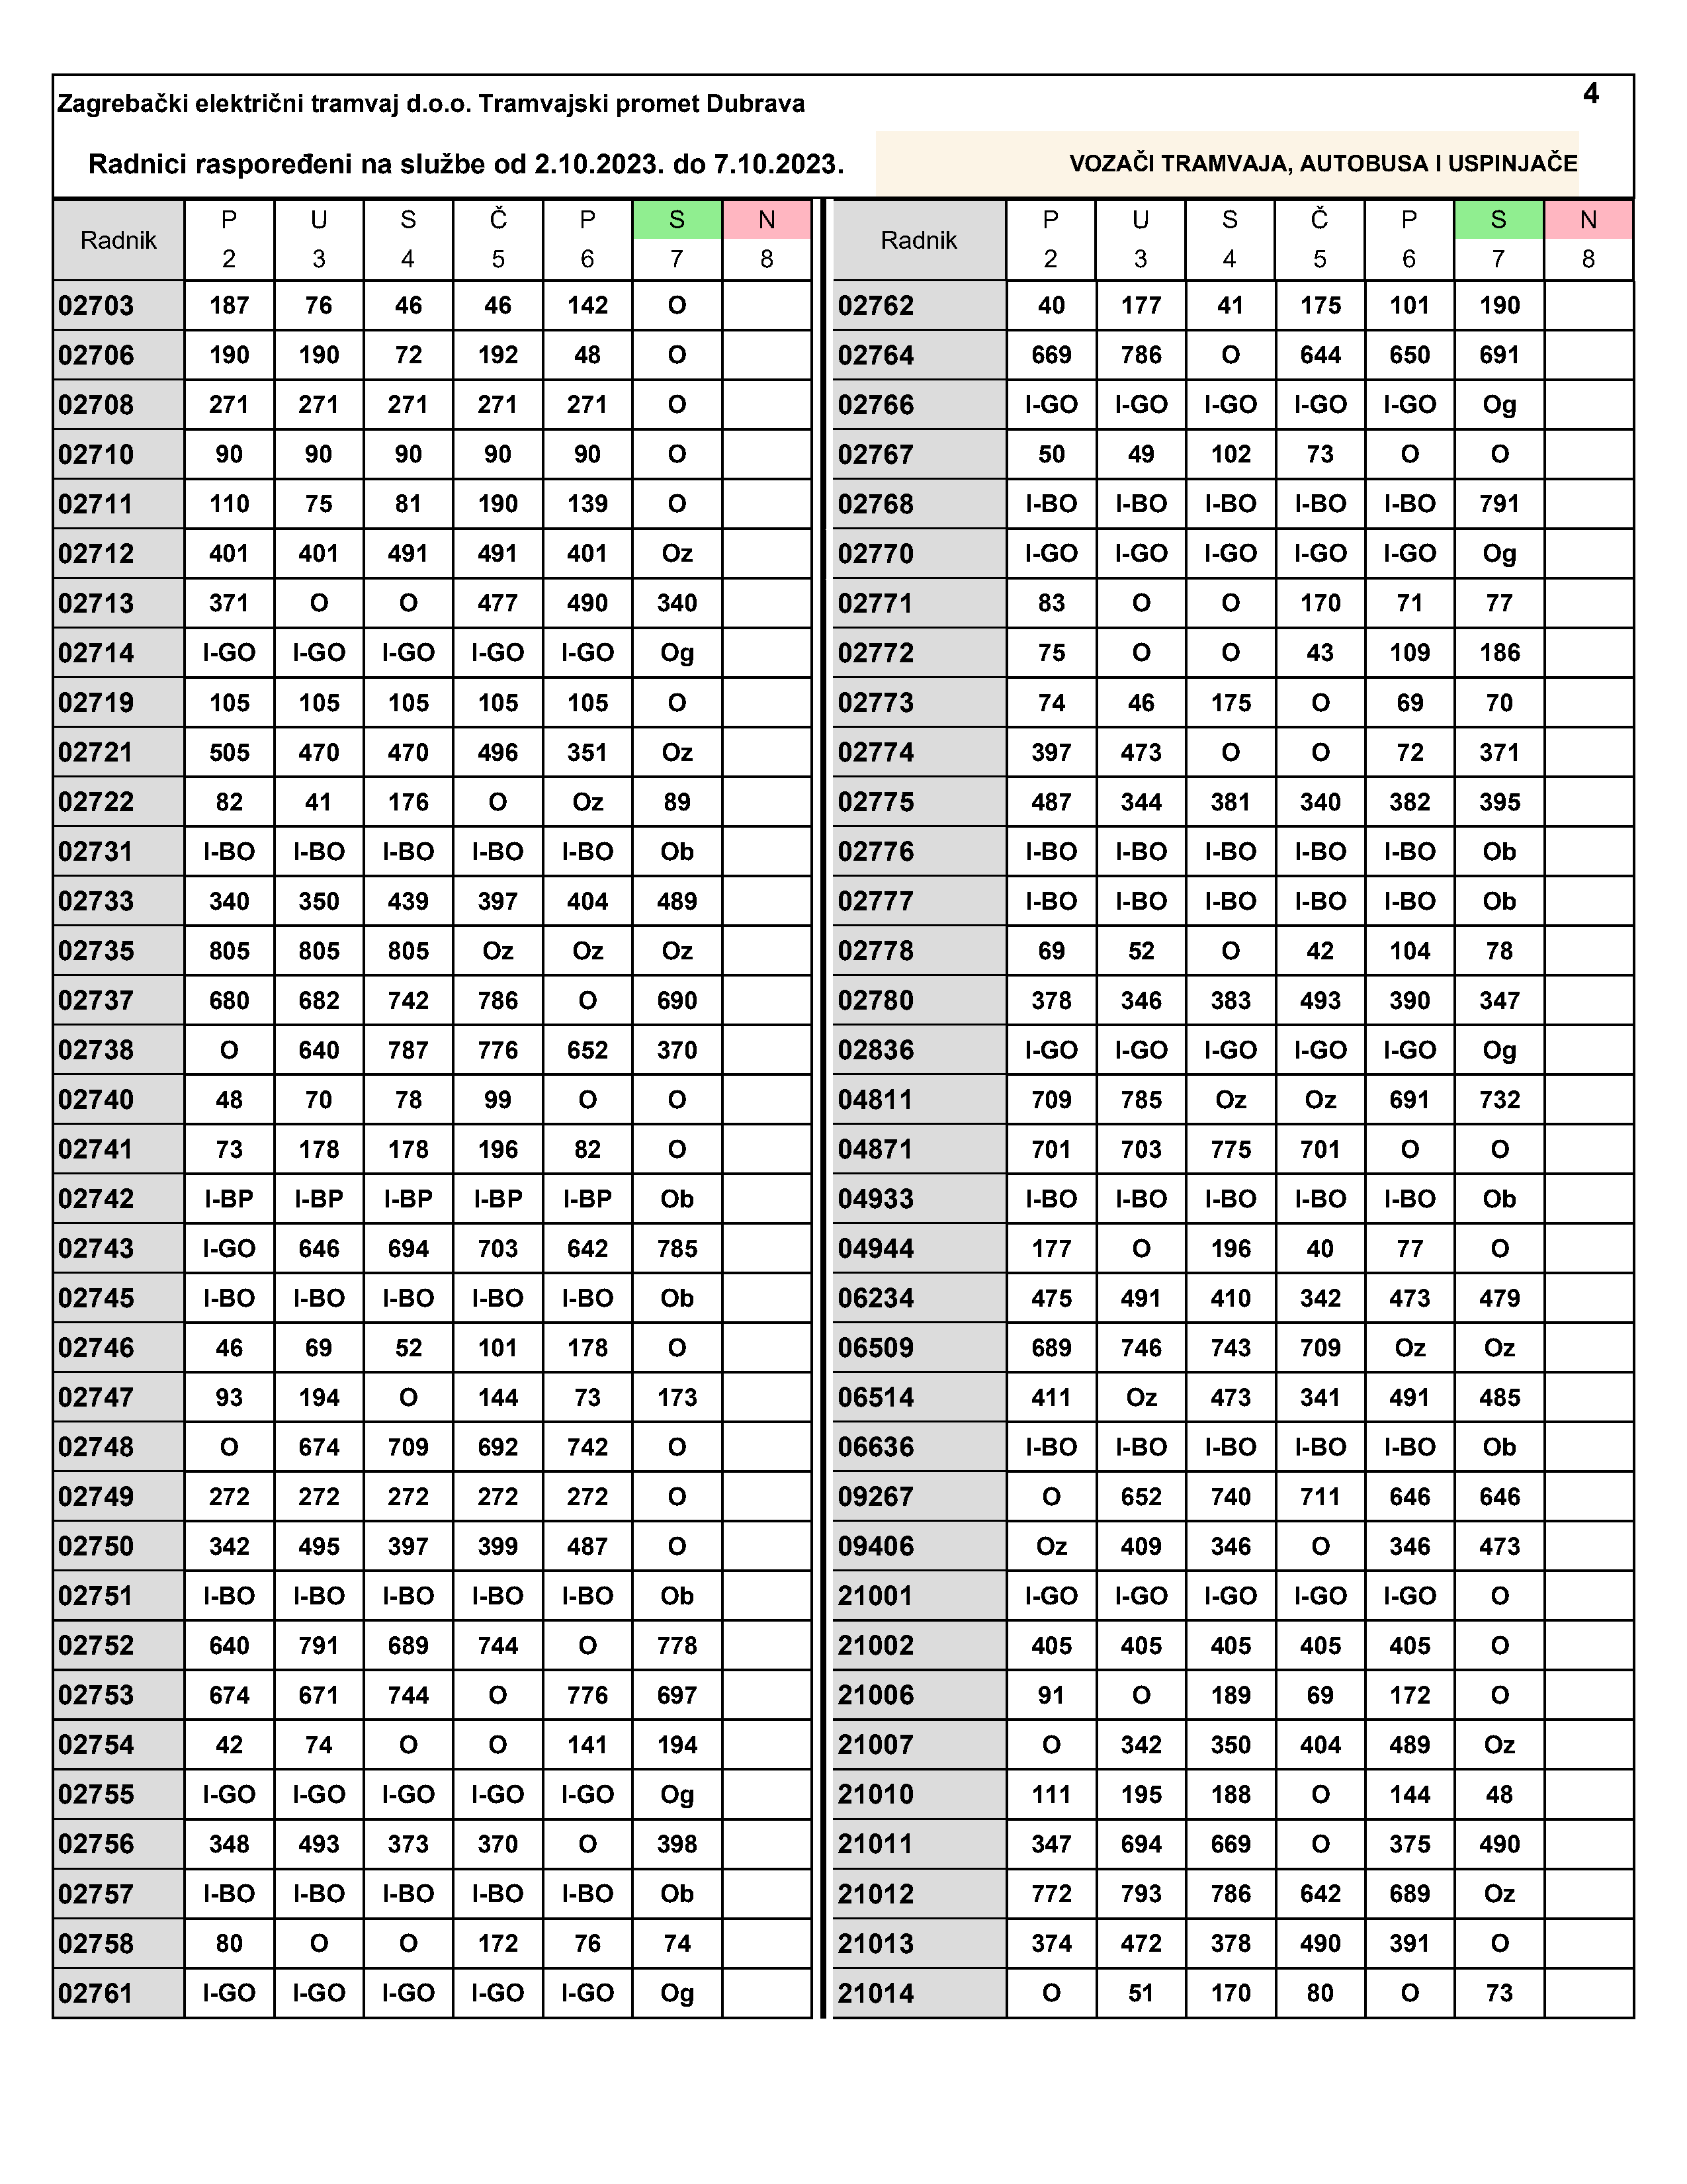 4
Zagrebački električni tramvaj d.o.o. Tramvajski promet Dubrava
Radnici raspoređeni na službe od 2.10.2023. do 7.10.2023. VOZAČI TRAMVAJA, AUTOBUSA I USPINJAČE
Radnik P U S Č P S N Radnik P U S Č P S N
2 3 4 5 6 7 8 2 3 4 5 6 7 8
02703 187 76 46 46 142 O 02762 40 177 41 175 101 190
02706 190 190 72 192 48 O 02764 669 786 O 644 650 691
02708 271 271 271 271 271 O 02766 I-GO I-GO I-GO I-GO I-GO Og
02710 90 90 90 90 90 O 02767 50 49 102 73 O O
02711 110 75 81 190 139 O 02768 I-BO I-BO I-BO I-BO I-BO 791
02712 401 401 491 491 401 Oz 02770 I-GO I-GO I-GO I-GO I-GO Og
02713 371 O O 477 490 340 02771 83 O O 170 71 77
02714 I-GO I-GO I-GO I-GO I-GO Og 02772 75 O O 43 109 186
02719 105 105 105 105 105 O 02773 74 46 175 O 69 70
02721 505 470 470 496 351 Oz 02774 397 473 O O 72 371
02722 82 41 176 O Oz 89 02775 487 344 381 340 382 395
02731 I-BO I-BO I-BO I-BO I-BO Ob 02776 I-BO I-BO I-BO I-BO I-BO Ob
02733 340 350 439 397 404 489 02777 I-BO I-BO I-BO I-BO I-BO Ob
02735 805 805 805 Oz Oz Oz 02778 69 52 O 42 104 78
02737 680 682 742 786 O 690 02780 378 346 383 493 390 347
02738 O 640 787 776 652 370 02836 I-GO I-GO I-GO I-GO I-GO Og
02740 48 70 78 99 O O 04811 709 785 Oz Oz 691 732
02741 73 178 178 196 82 O 04871 701 703 775 701 O O
02742 I-BP I-BP I-BP I-BP I-BP Ob 04933 I-BO I-BO I-BO I-BO I-BO Ob
02743 I-GO 646 694 703 642 785 04944 177 O 196 40 77 O
02745 I-BO I-BO I-BO I-BO I-BO Ob 06234 475 491 410 342 473 479
02746 46 69 52 101 178 O 06509 689 746 743 709 Oz Oz
02747 93 194 O 144 73 173 06514 411 Oz 473 341 491 485
02748 O 674 709 692 742 O 06636 I-BO I-BO I-BO I-BO I-BO Ob
02749 272 272 272 272 272 O 09267 O 652 740 711 646 646
02750 342 495 397 399 487 O 09406 Oz 409 346 O 346 473
02751 I-BO I-BO I-BO I-BO I-BO Ob 21001 I-GO I-GO I-GO I-GO I-GO O
02752 640 791 689 744 O 778 21002 405 405 405 405 405 O
02753 674 671 744 O 776 697 21006 91 O 189 69 172 O
02754 42 74 O O 141 194 21007 O 342 350 404 489 Oz
02755 I-GO I-GO I-GO I-GO I-GO Og 21010 111 195 188 O 144 48
02756 348 493 373 370 O 398 21011 347 694 669 O 375 490
02757 I-BO I-BO I-BO I-BO I-BO Ob 21012 772 793 786 642 689 Oz
02758 80 O O 172 76 74 21013 374 472 378 490 391 O
02761 I-GO I-GO I-GO I-GO I-GO Og 21014 O 51 170 80 O 73